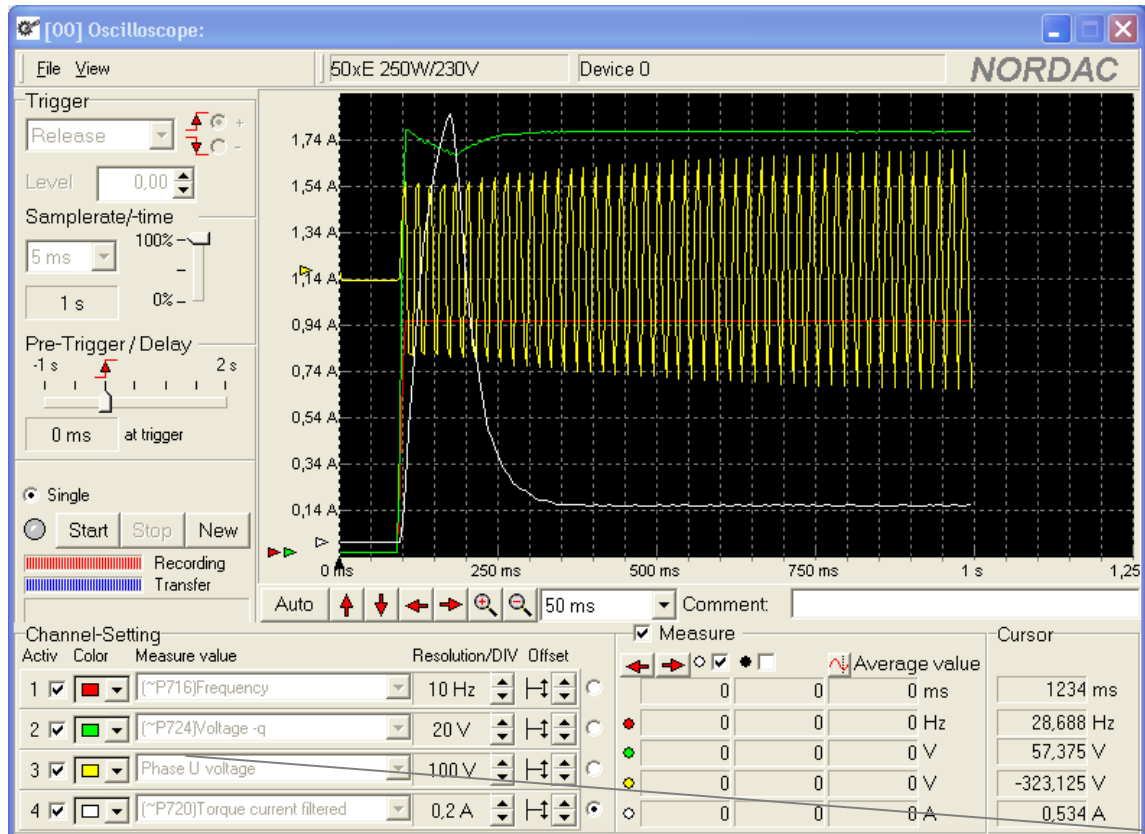 [00] Oscilloscope:
File View
50xE 250W/230V
Device 0
NORDAC
Trigger
Release
+
-
Level 0,00
Samplerate/-time
5 ms
100%
-
0%
1 s
Pre-Trigger / Delay
-1 s 2 s
0 ms at trigger
Single
Start Stop New
Recording
Transfer
1,74 A
1,54 A
1,34 A
1,14 A
0,94 A
0,74 A
0,54 A
0,34 A
0,14 A
0 ms 250 ms 500 ms 750 ms 1 s 1,25
Auto 50 ms Comment:
Channel-Setting
Activ Color Measure value Resolution/DIV Offset
1 (~P716)Frequency 10 Hz
2 (~P724)Voltage -q 20 V
3 Phase U voltage 100 V
4 (~P720)Torque current filtered 0,2 A
Measure
Average value
0 0 0 ms
0 0 0 Hz
0 0 0 V
0 0 0 V
0 0 0 A
Cursor
1234 ms
28,688 Hz
57,375 V
-323,125 V
0,534 A